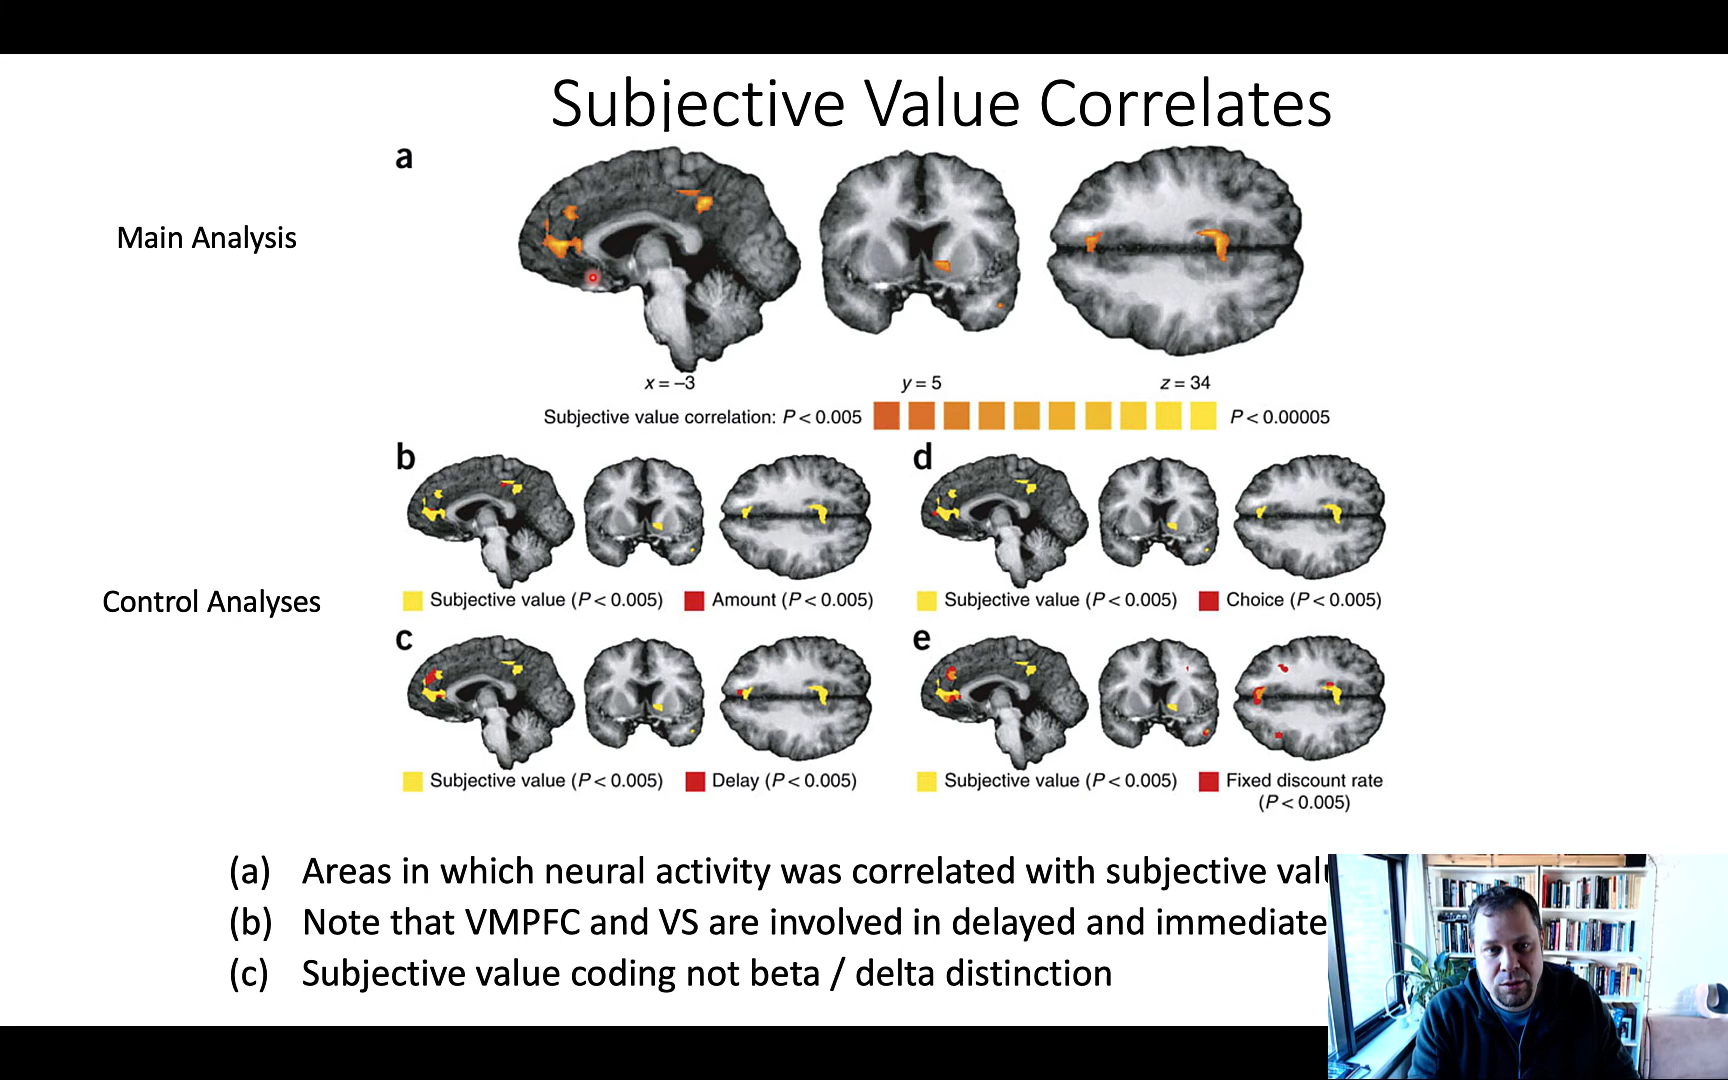 Subjective Value Correlates
a
Main Analysis
x = –3
y = 5
z = 34
Subjective value correlation: P < 0.005
P < 0.00005
b
d
Control Analyses
Subjective value (P < 0.005)
Amount (P < 0.005)
Subjective value (P < 0.005)
Choice (P < 0.005)
c
e
Subjective value (P < 0.005)
Delay (P < 0.005)
Subjective value (P < 0.005)
Fixed discount rate
(P < 0.005)
(a) Areas in which neural activity was correlated with subjective
(b) Note that VMPFC and VS are involved in delayed and immediate
(c) Subjective value coding not beta / delta distinction